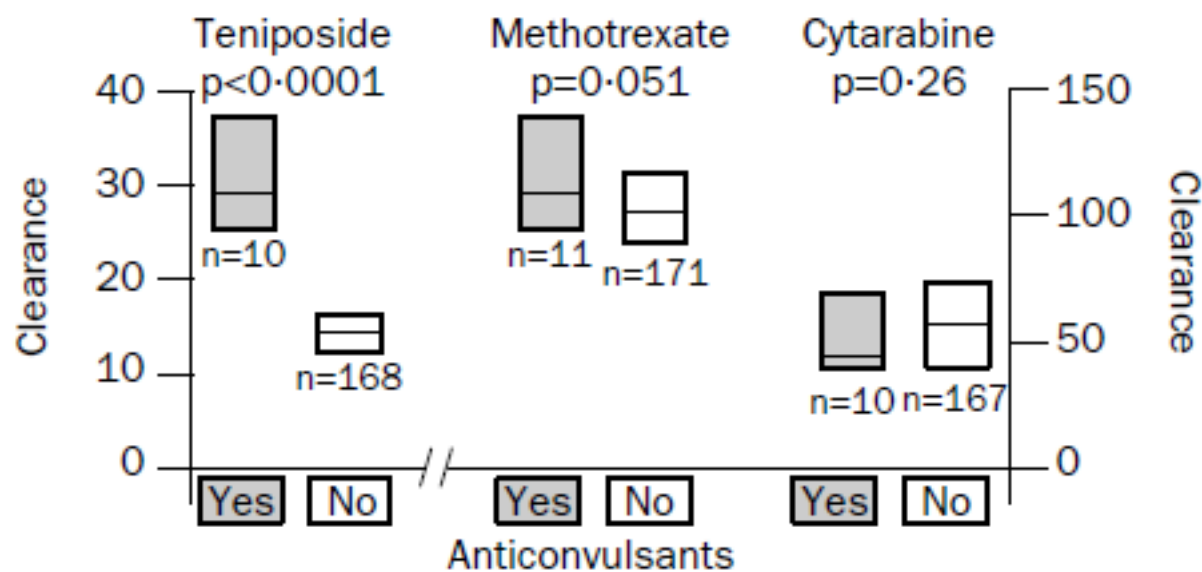 Teniposide Methotrexate Cytarabine
p<0·0001 p=0·051 p=0·26
40 150
30
100
20
50
10
0 0
Clearance
Clearance
n=10 n=11 n=171
n=168 n=10 n=167
Yes No Yes No Yes No
Anticonvulsants